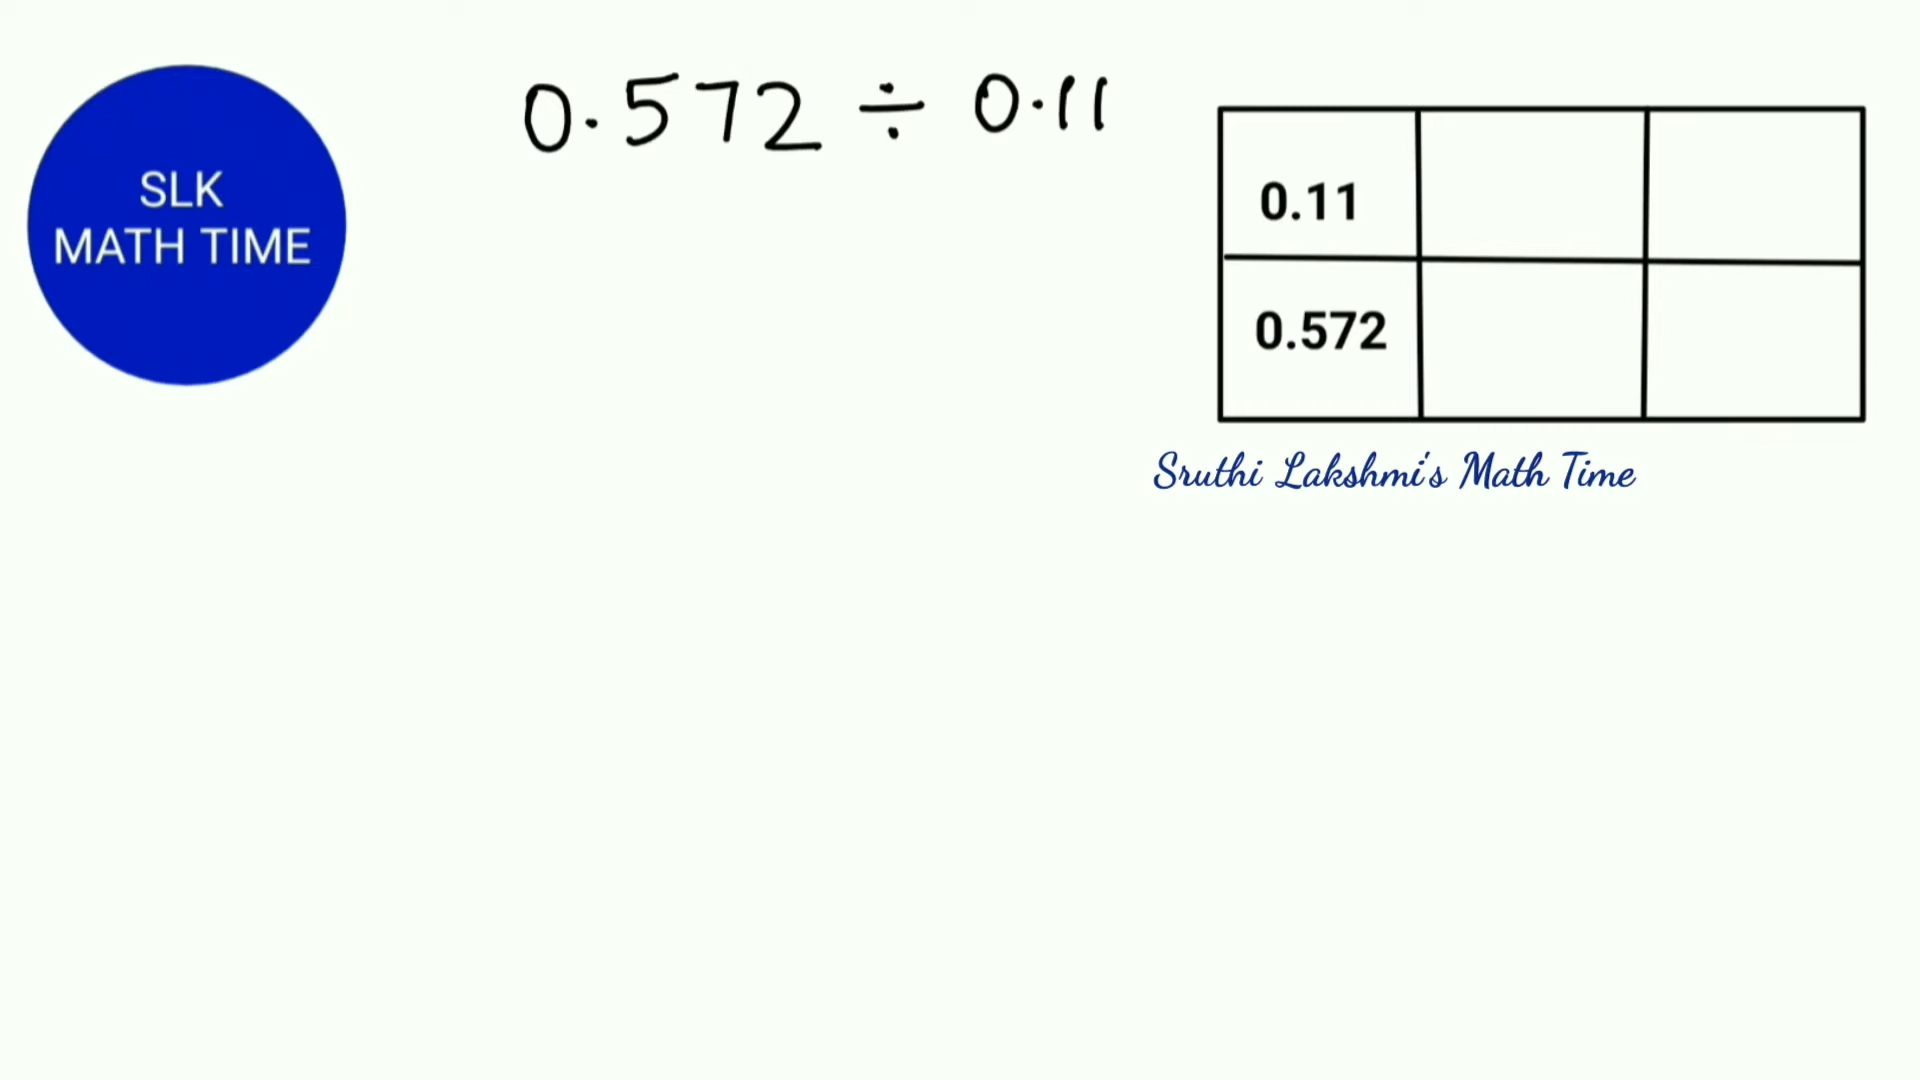 SLK
MATH TIME
0.572 ÷ 0.11
0.11
0.572
Sruthi Lakshmi's Math Time